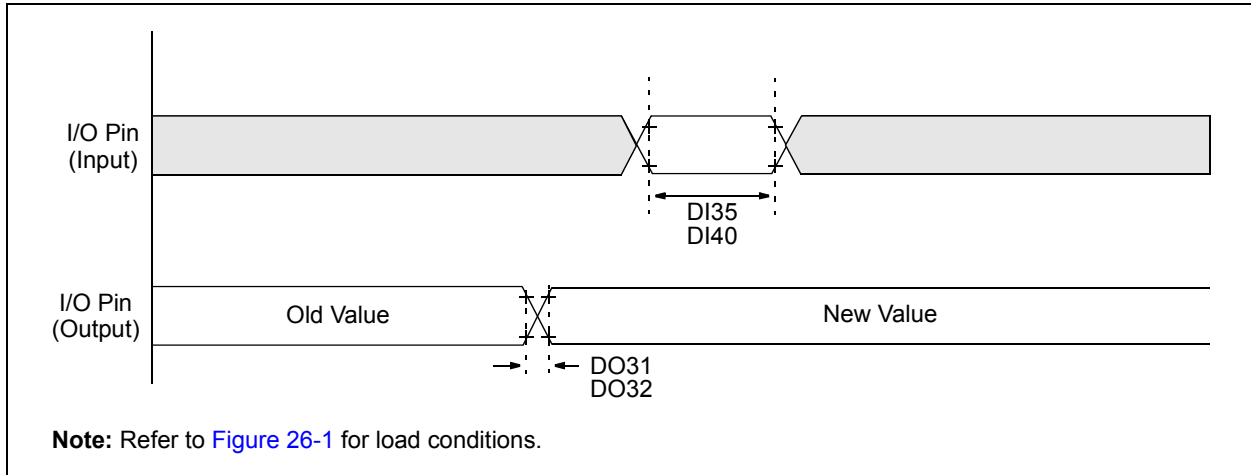 I/O Pin
(Input)
DI35
DI40
I/O Pin
(Output)
Old Value
New Value
DO31
DO32
Note: Refer to Figure 26-1 for load conditions.